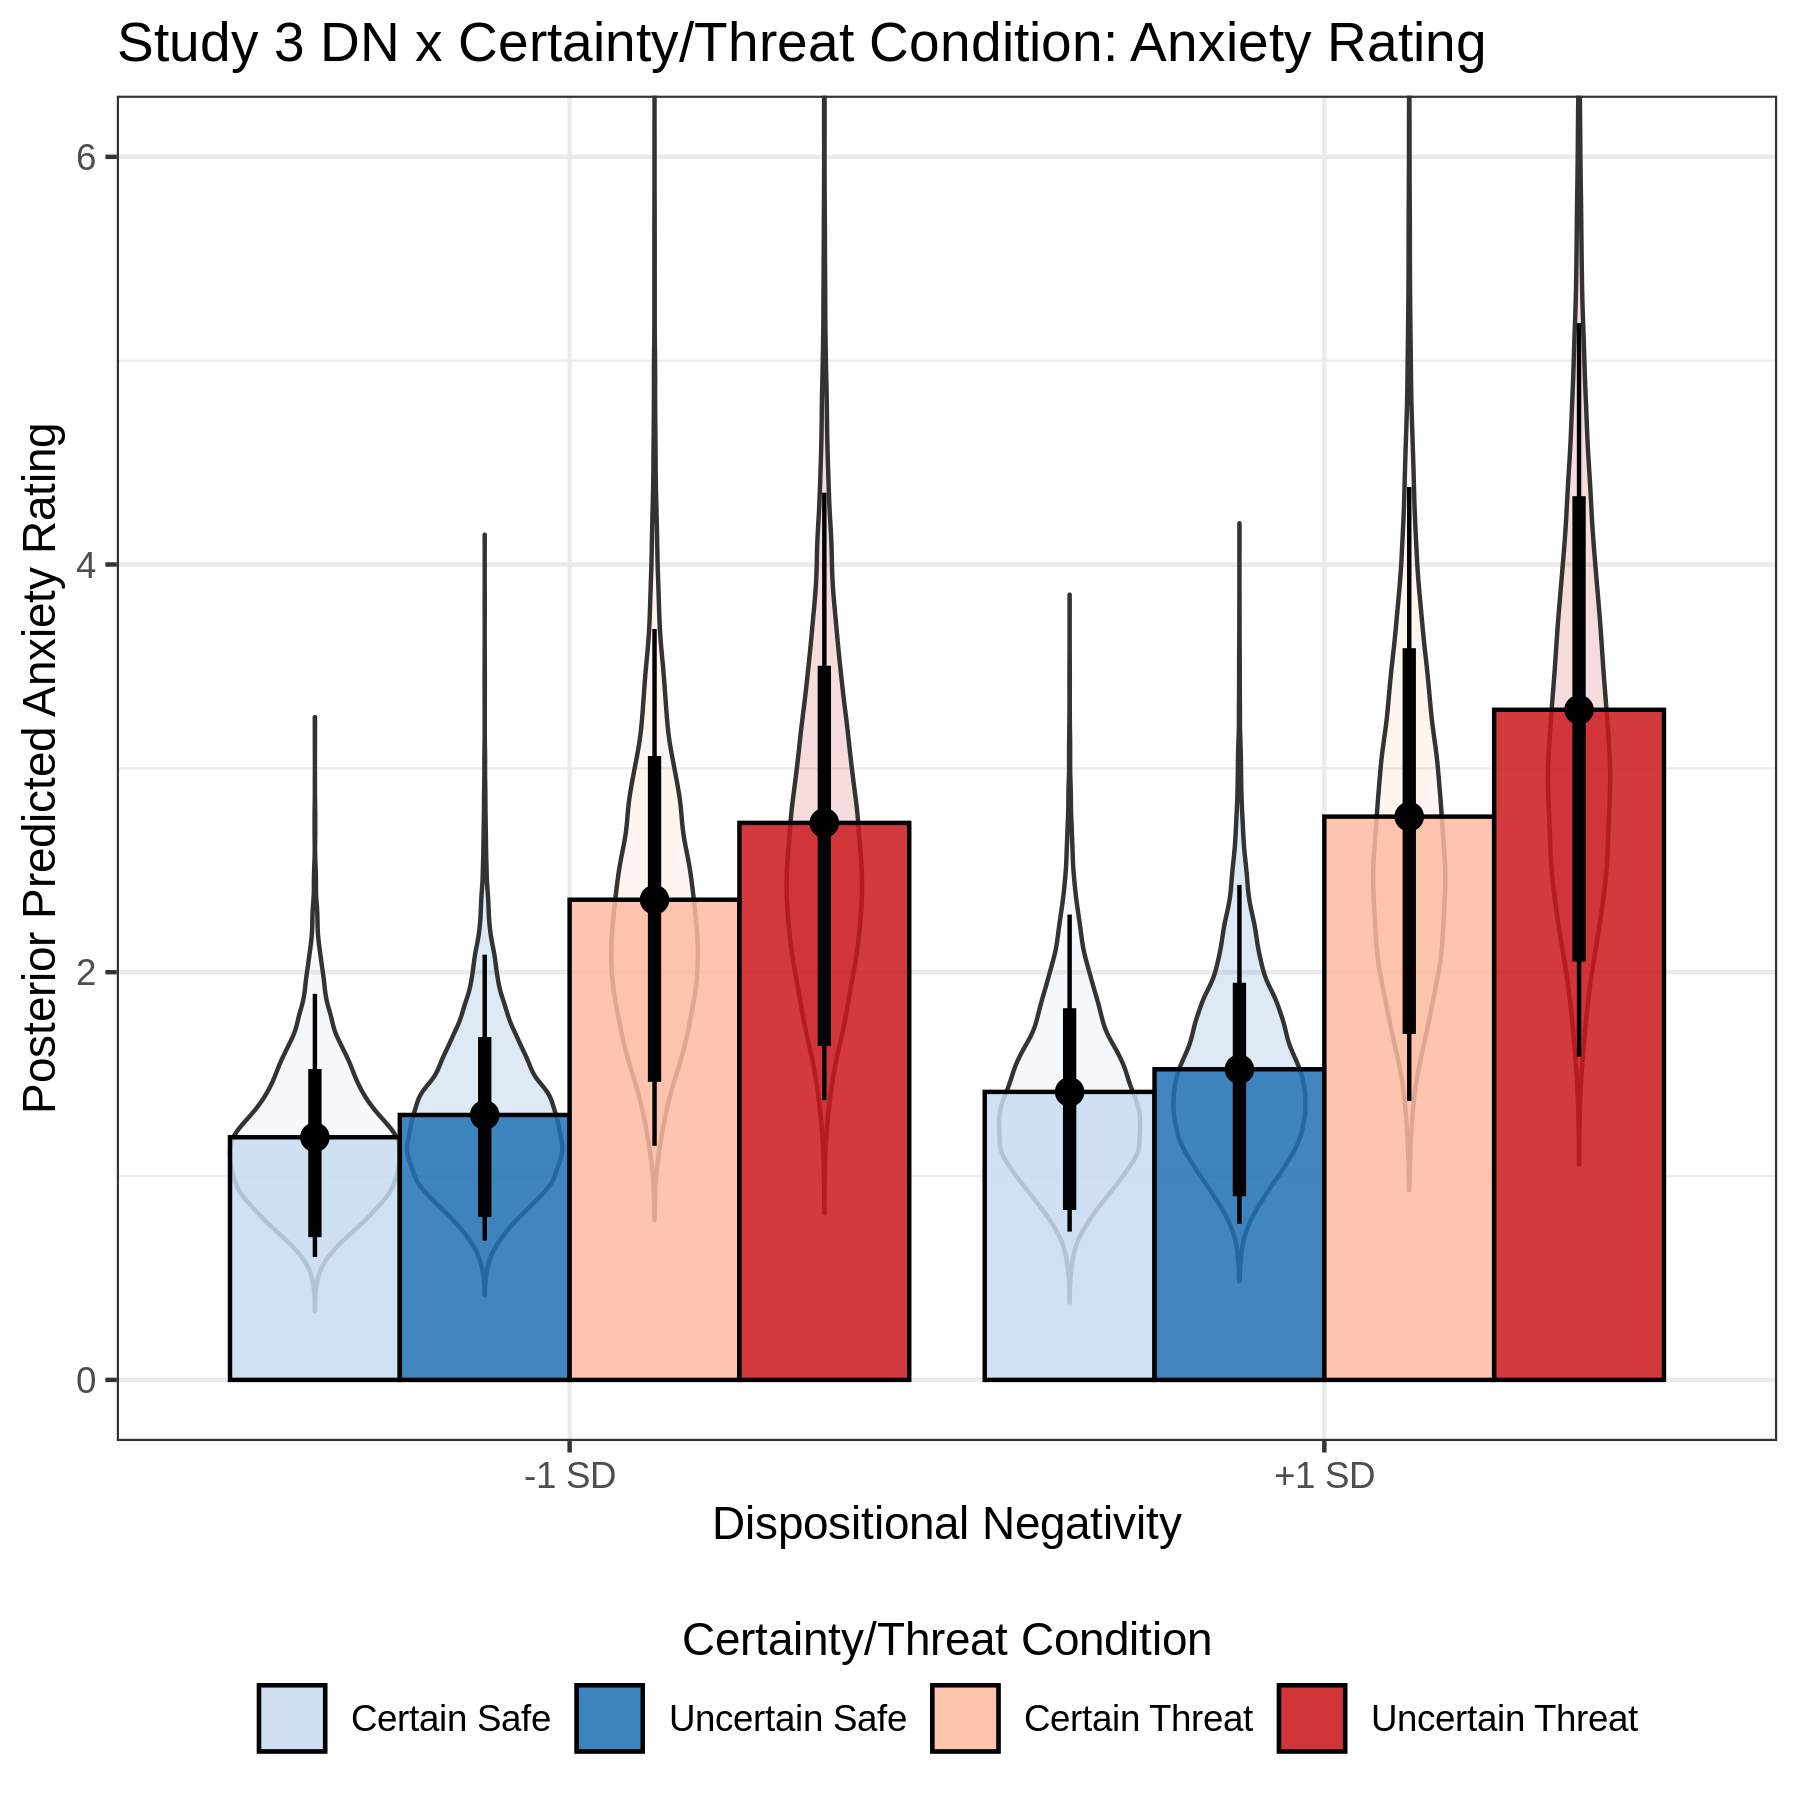 Study 3 DN x Certainty/Threat Condition: Anxiety Rating
Posterior Predicted Anxiety Rating
6
4
2
0
-1 SD
+1 SD
Dispositional Negativity
Certainty/Threat Condition
Certain Safe
Uncertain Safe
Certain Threat
Uncertain Threat